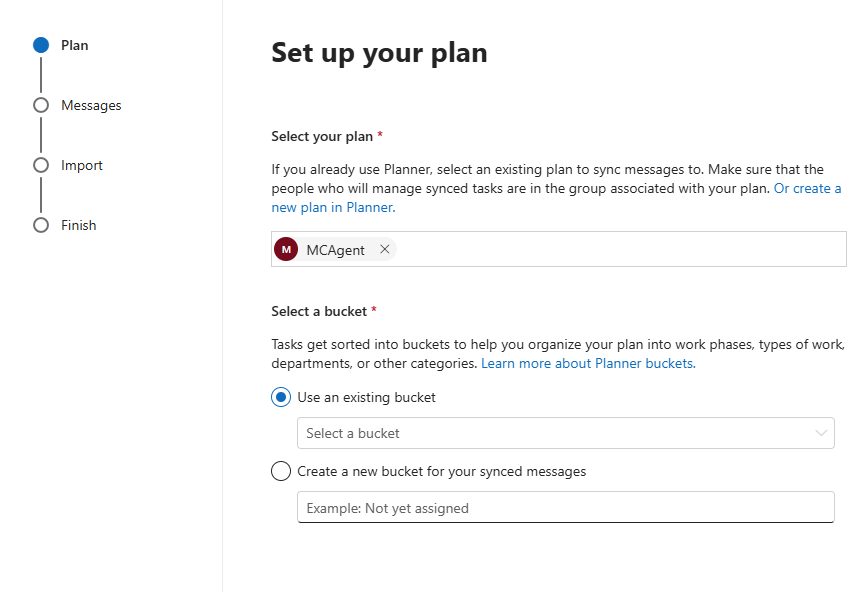 Plan
Messages
Import
Finish
Set up your plan
Select your plan *
If you already use Planner, select an existing plan to sync messages to. Make sure that the
people who will manage synced tasks are in the group associated with your plan. Or create a
new plan in Planner.
M MCAgent
Select a bucket *
Tasks get sorted into buckets to help you organize your plan into work phases, types of work,
departments, or other categories. Learn more about Planner buckets.
Use an existing bucket
Select a bucket
Create a new bucket for your synced messages
Example: Not yet assigned